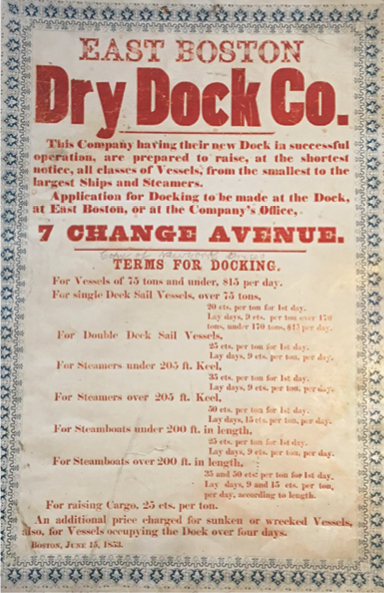 EAST BOSTON
Dry Dock Co.
This Company having their new Dock in successful
operation, are prepared to raise, at the shortest
notice, all classes of Vessels, from the smallest to the
largest Ships and Steamers.
Application for Docking to be made at the Dock,
at East Boston, or at the Company's Office,
7 CHANGE AVENUE.
Copy of
TERMS FOR DOCKING.
For Vessels of 75 tons and under, $15 per day.
For single Deck Sail Vessels, over 75 tons,
20 cts. per ton for 1st day.
Lay days, 9 cts. per ton over 170
tons, under 170 tons, $15 per day.
For Double Deck Sail Vessels,
25 cts. per ton for 1st day.
Lay days, 9 cts. per ton, per day.
For Steamers under 205 ft. Keel,
35 cts. per ton for 1st day.
Lay days, 9 cts. per ton, per day.
For Steamers over 205 ft. Keel,
50 cts. per ton for 1st day.
Lay days, 15 cts. per ton, per day.
For Steamboats under 200 ft. in length,
25 cts. per ton for 1st day.
Lay days, 9 cts. per ton, per day.
For Steamboats over 200 ft. in length,
35 and 50 cts. per ton for 1st day.
Lay days, 9 and 15 cts. per ton,
per day, according to length.
For raising Cargo, 25 cts. per ton.
An additional price charged for sunken or wrecked Vessels,
also, for Vessels occupying the Dock over four days.
BOSTON, JUNE 15, 1853.